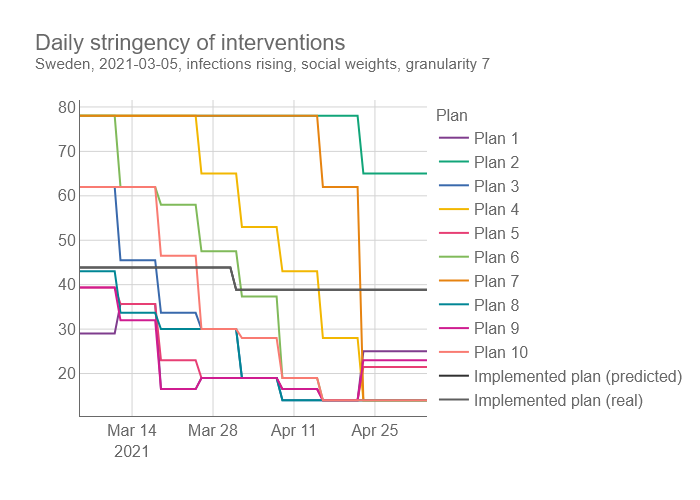 Daily stringency of interventions
Sweden, 2021-03-05, infections rising, social weights, granularity 7
80
70
60
50
40
30
20
Mar 14
2021
Mar 28
Apr 11
Apr 25
Plan
Plan 1
Plan 2
Plan 3
Plan 4
Plan 5
Plan 6
Plan 7
Plan 8
Plan 9
Plan 10
Implemented plan (predicted)
Implemented plan (real)